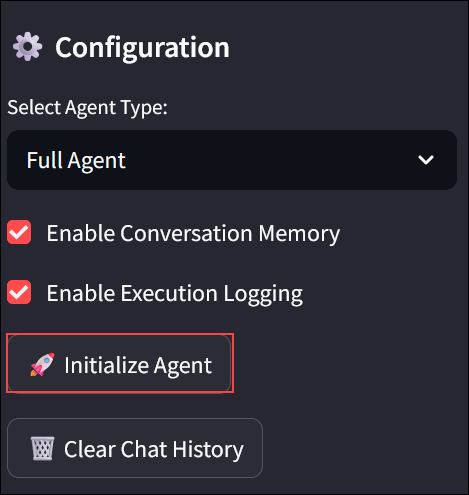 Configuration
Select Agent Type:
Full Agent
Enable Conversation Memory
Enable Execution Logging
Initialize Agent
Clear Chat History